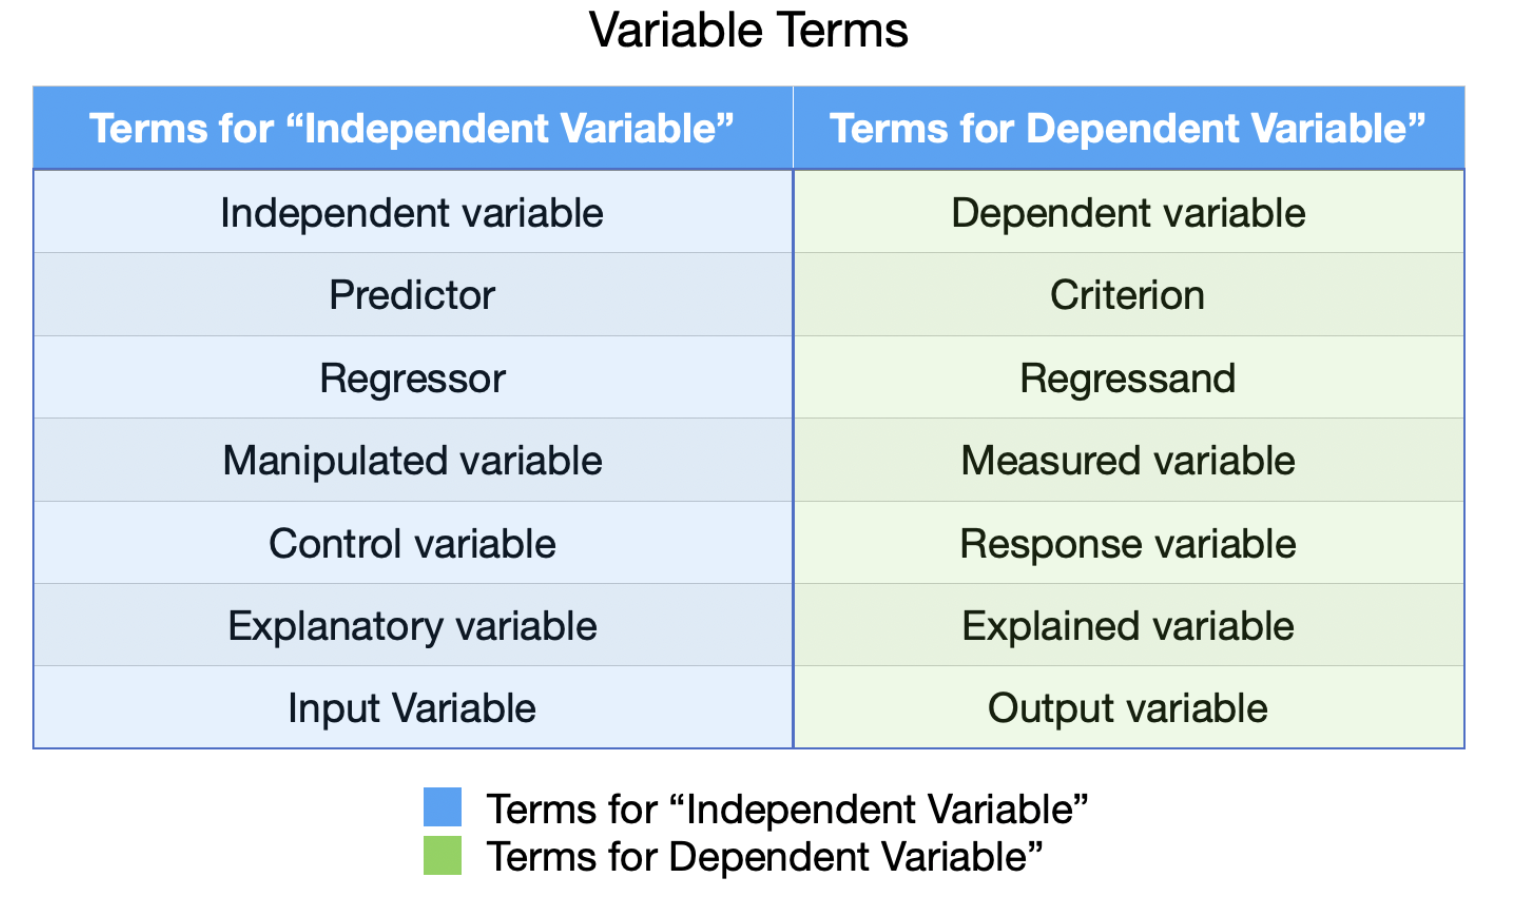 Variable Terms
Terms for “Independent Variable” Terms for Dependent Variable”
Independent variable Dependent variable
Predictor Criterion
Regressor Regressand
Manipulated variable Measured variable
Control variable Response variable
Explanatory variable Explained variable
Input Variable Output variable
Terms for “Independent Variable”
Terms for Dependent Variable”